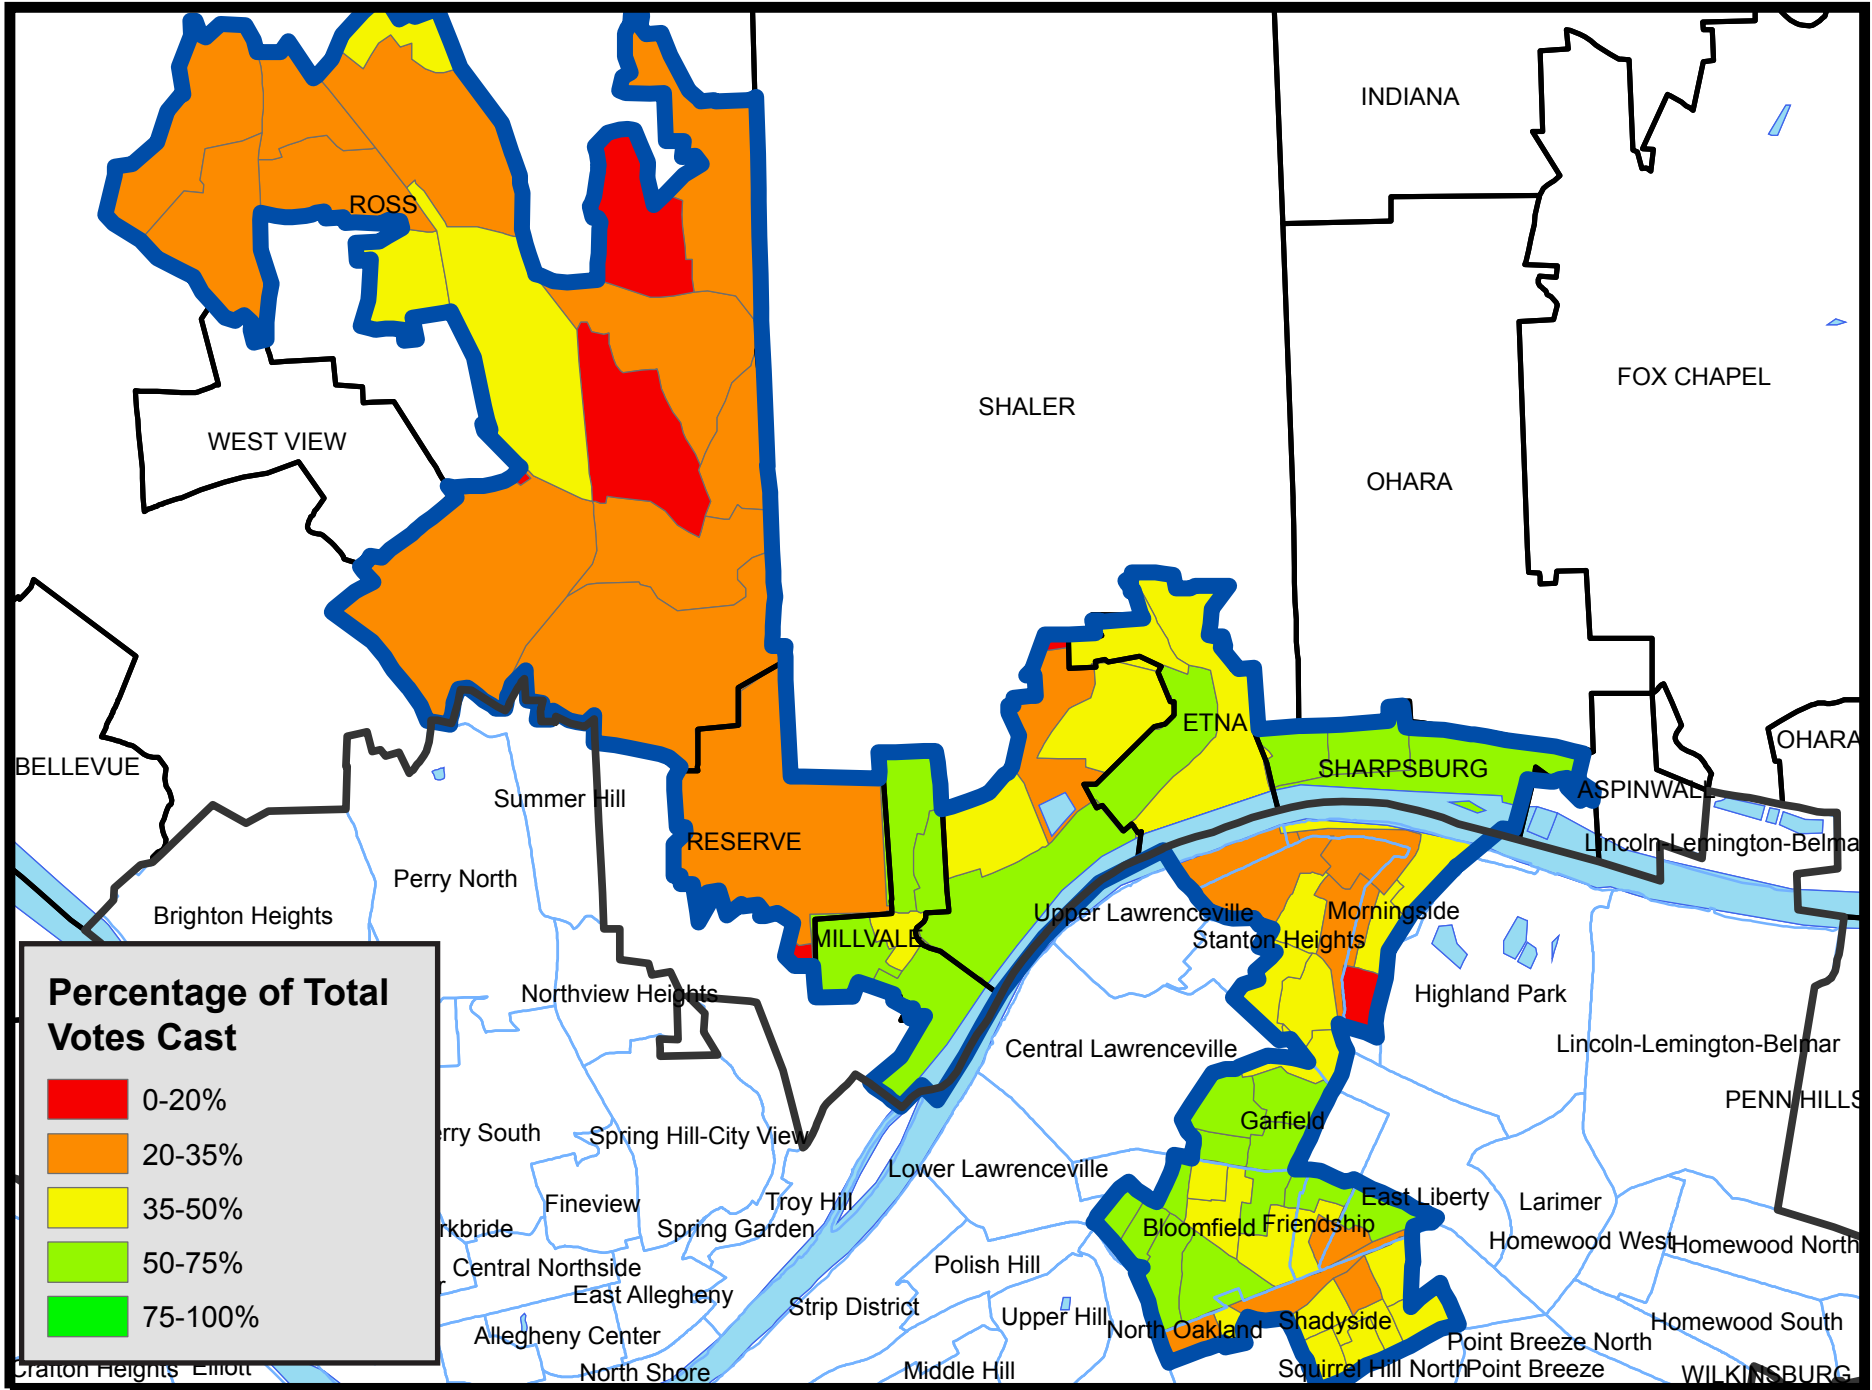 INDIANA
ROSS
FOX CHAPEL
SHALER
WEST VIEW
OHARA
ETNA
OHARA
BELLEVUE
SHARPSBURG
ASPINWALL
Summer Hill
RESERVE
Lincoln-Lemington-Belma
Perry North
Brighton Heights
Upper Lawrenceville
Morningside
MILLVALE
Stanton Heights
Northview Heights
Highland Park
Percentage of Total
Votes Cast
0-20%
20-35%
35-50%
50-75%
75-100%
Central Lawrenceville
Lincoln-Lemington-Belmar
PENN HILLS
Garfield
erry South
Spring Hill-City View
Lower Lawrenceville
East Liberty
Larimer
Fineview
Troy Hill
rkbride
Spring Garden
Bloomfield
Friendship
Homewood West
Homewood North
Central Northside
Polish Hill
East Allegheny
Strip District
Upper Hill
North Oakland
Shadyside
Homewood South
Allegheny Center
Point Breeze North
Crafton Heights
Elliott
North Shore
Middle Hill
Squirrel Hill North
Point Breeze
WILKINSBURG